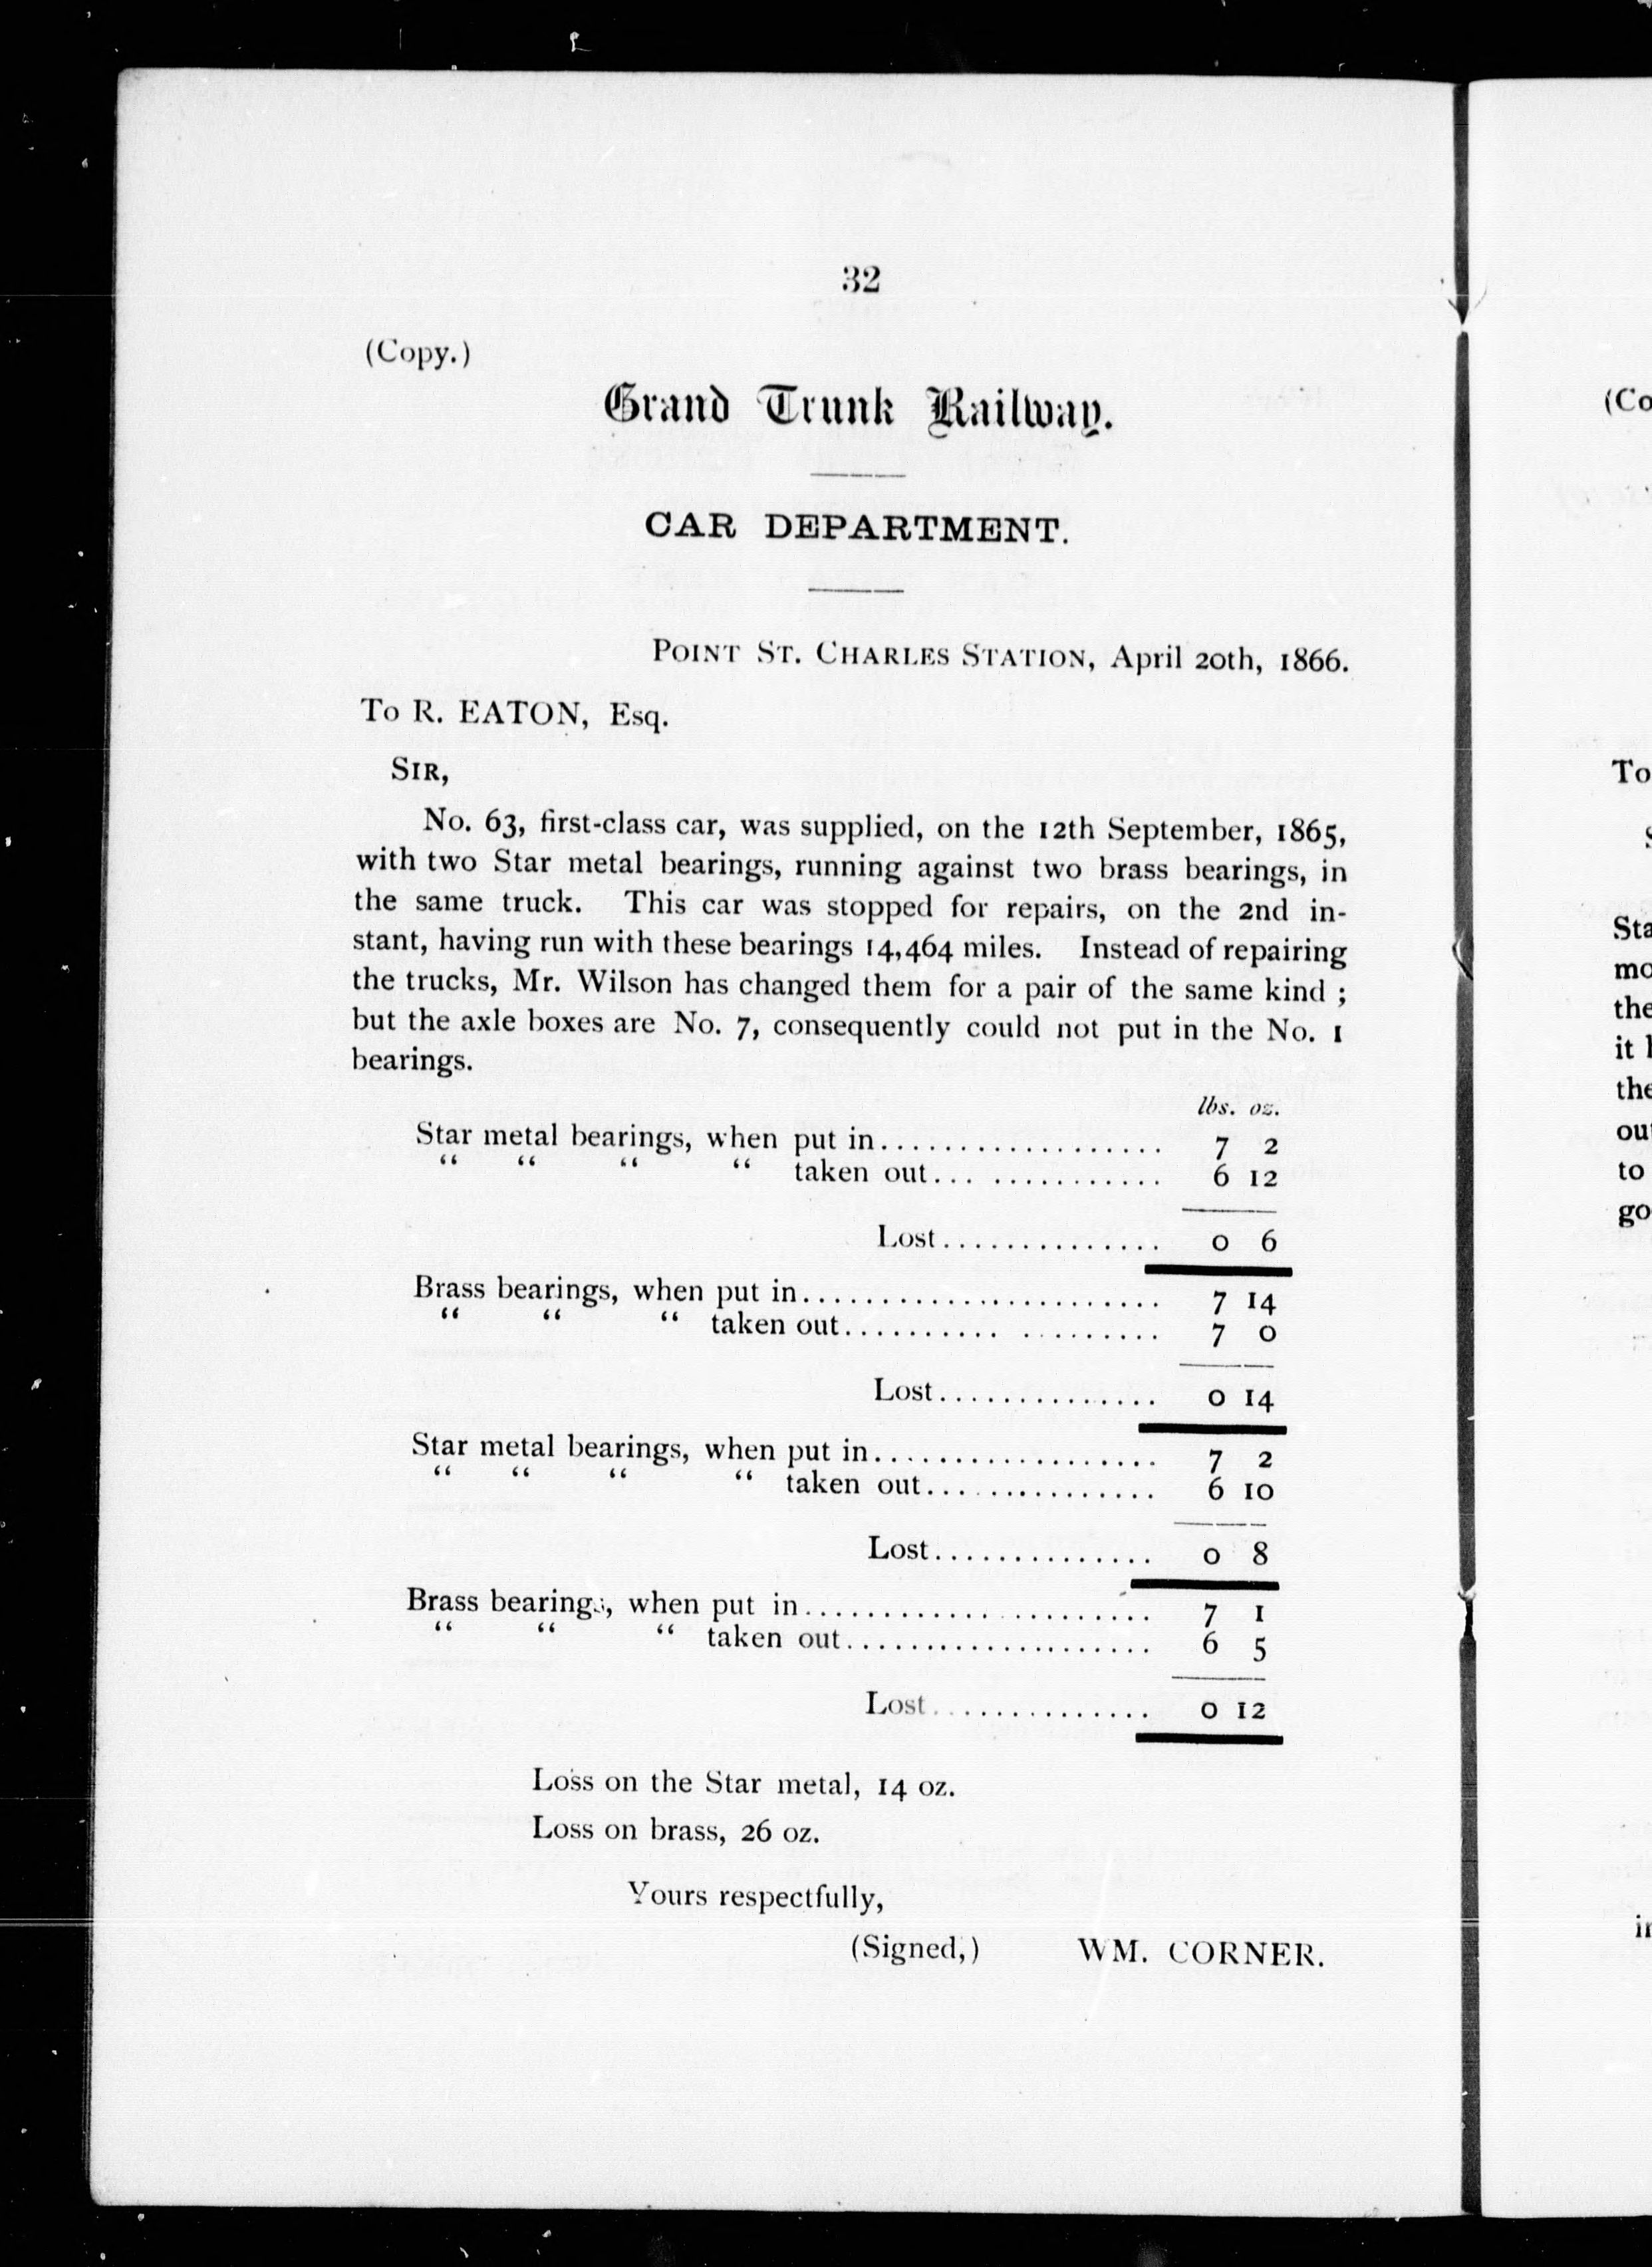 32
(Copy.)
Grand Trunk Railway.
CAR DEPARTMENT.
POINT ST. CHARLES STATION, April 20th, 1866.
To R. EATON, Esq.
SIR,
No. 63, first-class car, was supplied, on the 12th September, 1865,
with two Star metal bearings, running against two brass bearings, in
the same truck. This car was stopped for repairs, on the 2nd in-
stant, having run with these bearings 14,464 miles. Instead of repairing
the trucks, Mr. Wilson has changed them for a pair of the same kind ;
but the axle boxes are No. 7, consequently could not put in the No. 1
bearings.
lbs. oz.
Star metal bearings, when put in................... 7 2
“ “ “ “ taken out... ............ 6 12
Lost............... 0 6
Brass bearings, when put in........................ 7 14
“ “ “ taken out.......... ......... 7 0
Lost............... 0 14
Star metal bearings, when put in................... 7 2
“ “ “ “ taken out................ 6 10
Lost............... 0 8
Brass bearings, when put in....................... 7 1
“ “ “ taken out.................... 6 5
Lost............... 0 12
Loss on the Star metal, 14 oz.
Loss on brass, 26 oz.
Yours respectfully,
(Signed,) WM. CORNER.
(Co
To
Sta
mo
the
it
the
out
to
go